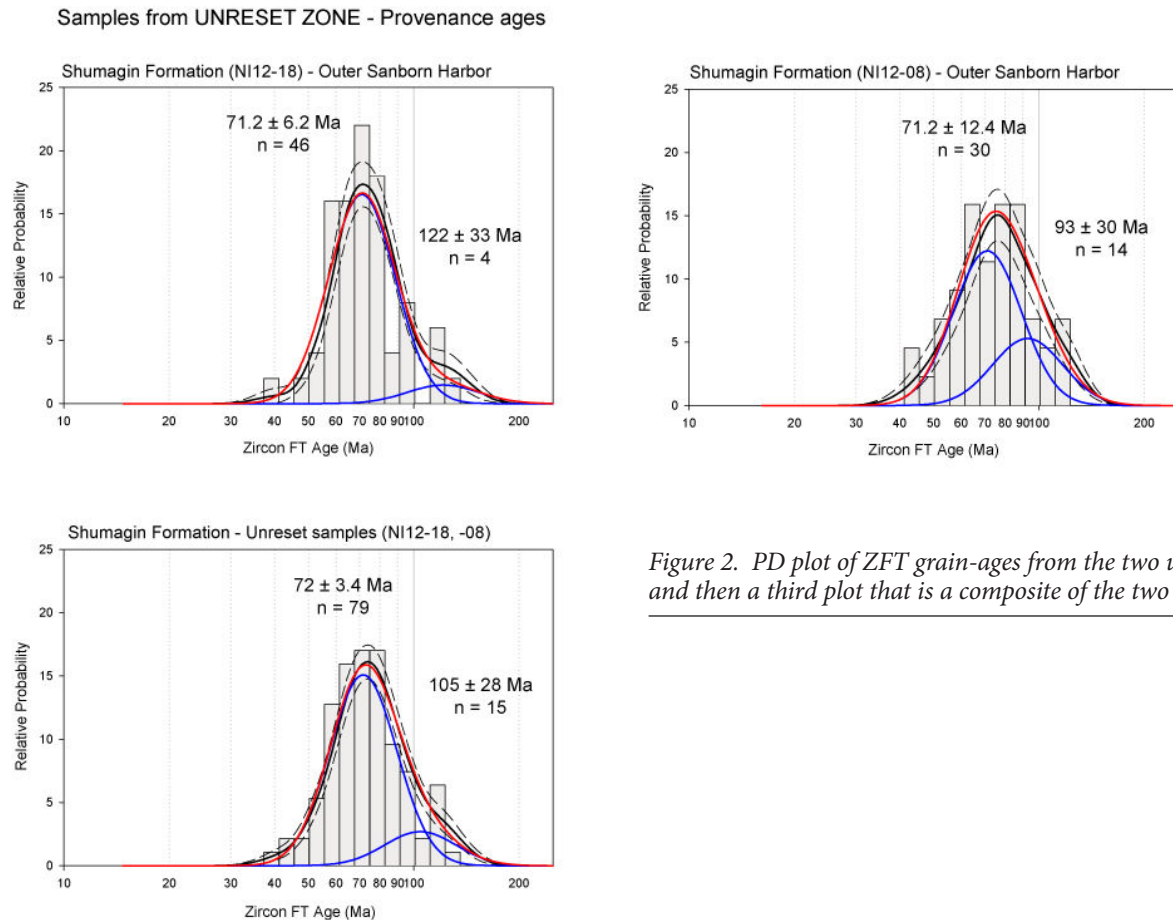 Samples from UNRESET ZONE - Provenance ages
Shumagin Formation (NI12-18) - Outer Sanborn Harbor
25
20
15
10
5
0
Relative Probability
71.2 ± 6.2 Ma
n = 46
122 ± 33 Ma
n = 4
10 20 30 40 50 60 70 80 90 100 200
Zircon FT Age (Ma)
Shumagin Formation (NI12-08) - Outer Sanborn Harbor
25
20
15
10
5
0
Relative Probability
71.2 ± 12.4 Ma
n = 30
93 ± 30 Ma
n = 14
10 20 30 40 50 60 70 80 90 100 200
Zircon FT Age (Ma)
Shumagin Formation - Unreset samples (NI12-18, -08)
25
20
15
10
5
0
Relative Probability
72 ± 3.4 Ma
n = 79
105 ± 28 Ma
n = 15
10 20 30 40 50 60 70 80 90 100 200
Zircon FT Age (Ma)
Figure 2. PD plot of ZFT grain-ages from the two
and then a third plot that is a composite of the two